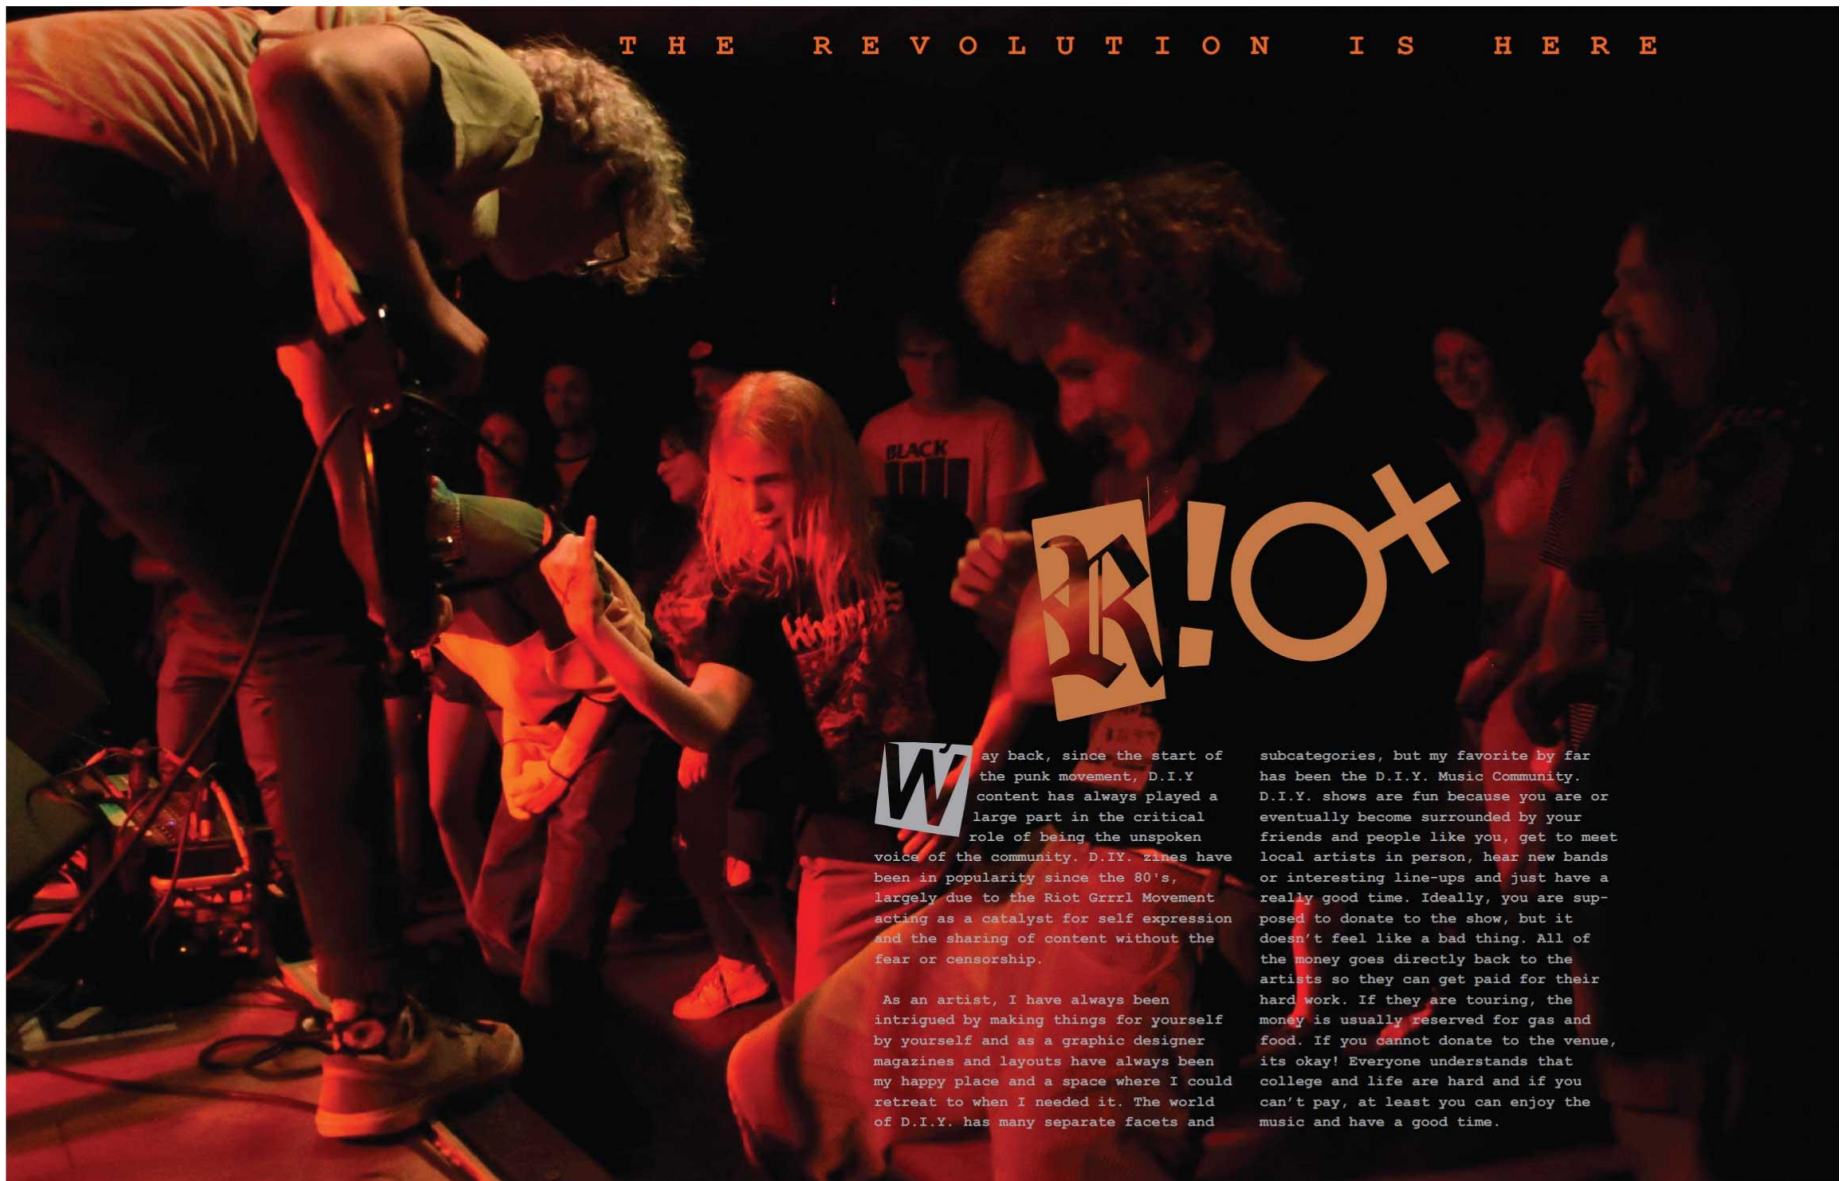 THE REVOLUTION IS HERE
BLACK
R!O
Way back, since the start of
the punk movement, D.I.Y
content has always played a
large part in the critical
role of being the unspoken
voice of the community. D.IY. zines have
been in popularity since the 80's,
largely due to the Riot Grrrl Movement
acting as a catalyst for self expression
and the sharing of content without the
fear or censorship.
As an artist, I have always been
intrigued by making things for yourself
by yourself and as a graphic designer
magazines and layouts have always been
my happy place and a space where I could
retreat to when I needed it. The world
of D.I.Y. has many separate facets and
subcategories, but my favorite by far
has been the D.I.Y. Music Community.
D.I.Y. shows are fun because you are or
eventually become surrounded by your
friends and people like you, get to meet
local artists in person, hear new bands
or interesting line-ups and just have a
really good time. Ideally, you are sup-
posed to donate to the show, but it
doesn't feel like a bad thing. All of
the money goes directly back to the
artists so they can get paid for their
hard work. If they are touring, the
money is usually reserved for gas and
food. If you cannot donate to the venue,
its okay! Everyone understands that
college and life are hard and if you
can't pay, at least you can enjoy the
music and have a good time.